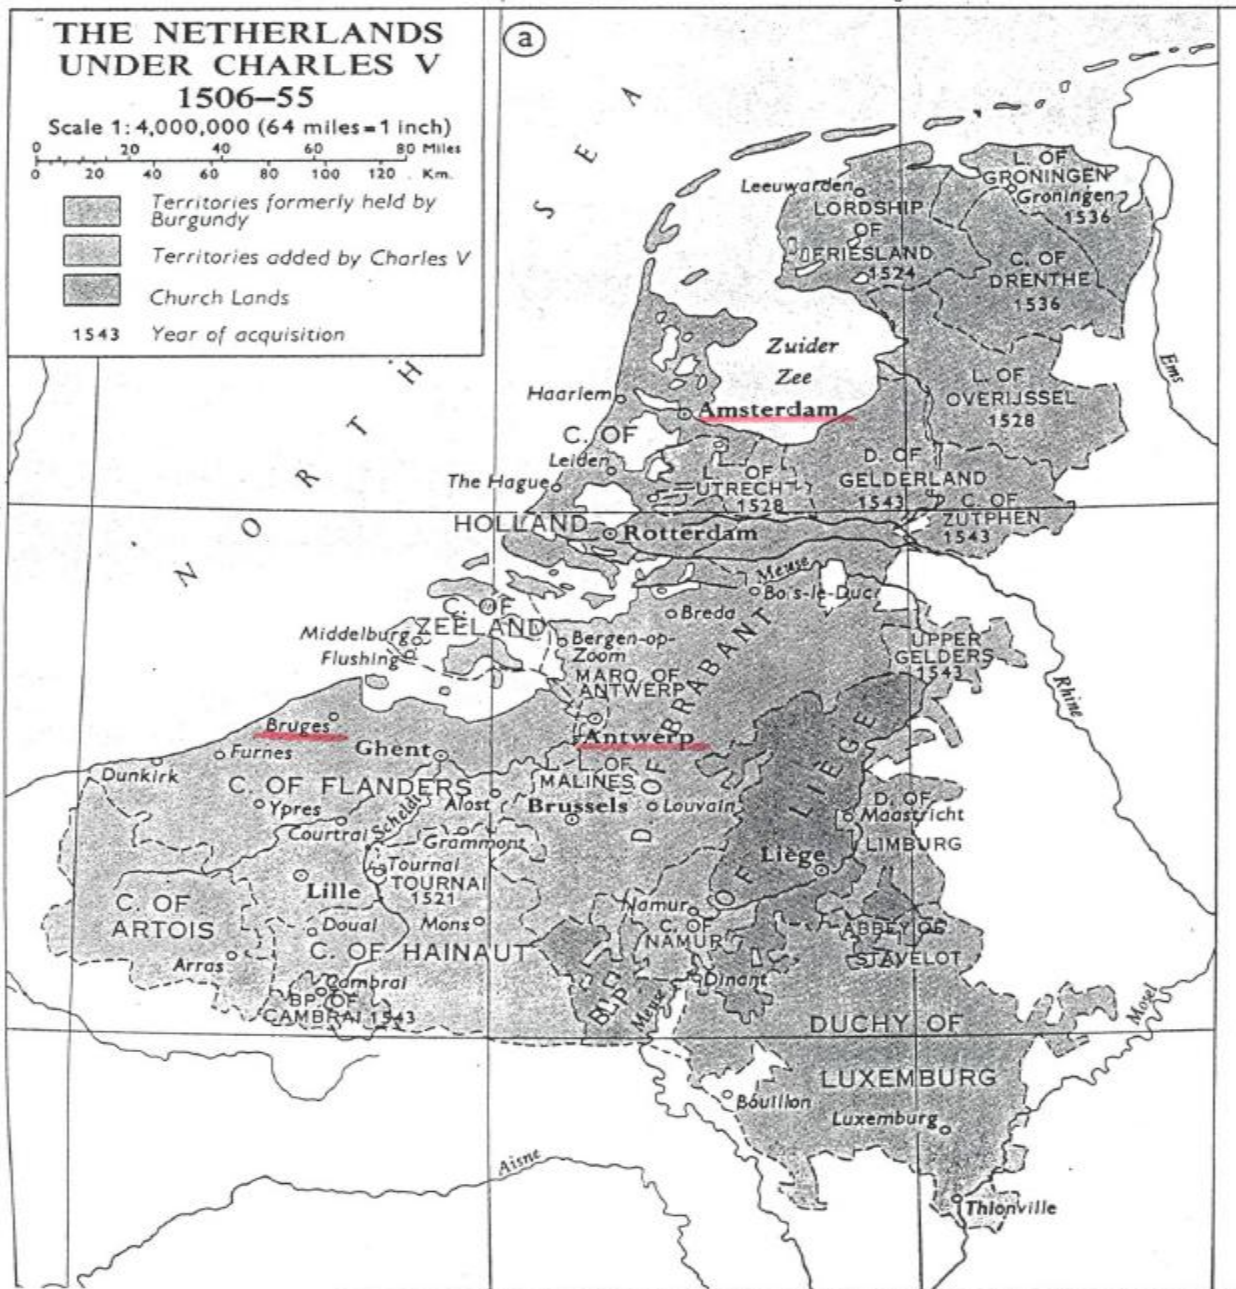 THE NETHERLANDS
UNDER CHARLES V
1506–55
Scale 1:4,000,000 (64 miles=1 inch)
0 20 40 60 80 Miles
0 20 40 60 80 100 120 Km.
Territories formerly held by
Burgundy
Territories added by Charles V
Church Lands
1543 Year of acquisition
a
NORTH SEA
L. OF
GRONINGEN
Groningen
1536
Leeuwarden
LORDSHIP
OF
FRIESLAND
1524
C. OF
DRENTHE
1536
Zuider
Zee
Ems
L. OF
OVERIJSSEL
1528
Haarlem
Amsterdam
C. OF
HOLLAND
Leiden
The Hague
L. OF
UTRECHT
1528
D. OF
GELDERLAND
1543
C. OF
ZUTPHEN
1543
Rotterdam
Meuse
Bois-le-Duc
Breda
C. OF
ZEELAND
Middelburg
Flushing
Bergen-op-
Zoom
MARQ OF
ANTWERP
D. OF BRABANT
UPPER
GELDERS
1543
Rhine
Bruges
Furnes
Ghent
Antwerp
L. OF
MALINES
Dunkirk
C. OF FLANDERS
Ypres
Courtrai
Scheldt
Alost
Brussels
Louvain
Grammont
D. OF
Maastricht
LIMBURG
Liège
BP. OF LIÈGE
Tournai
TOURNAI
1521
Lille
C. OF
ARTOIS
Douai
Mons
C. OF HAINAUT
Arras
Cambrai
BP. OF
CAMBRAI 1543
Namur
C. OF
NAMUR
Dinant
Meuse
ABBEY OF
STAVELOT
DUCHY OF
LUXEMBURG
Mosel
Bouillon
Luxemburg
Aisne
Thionville